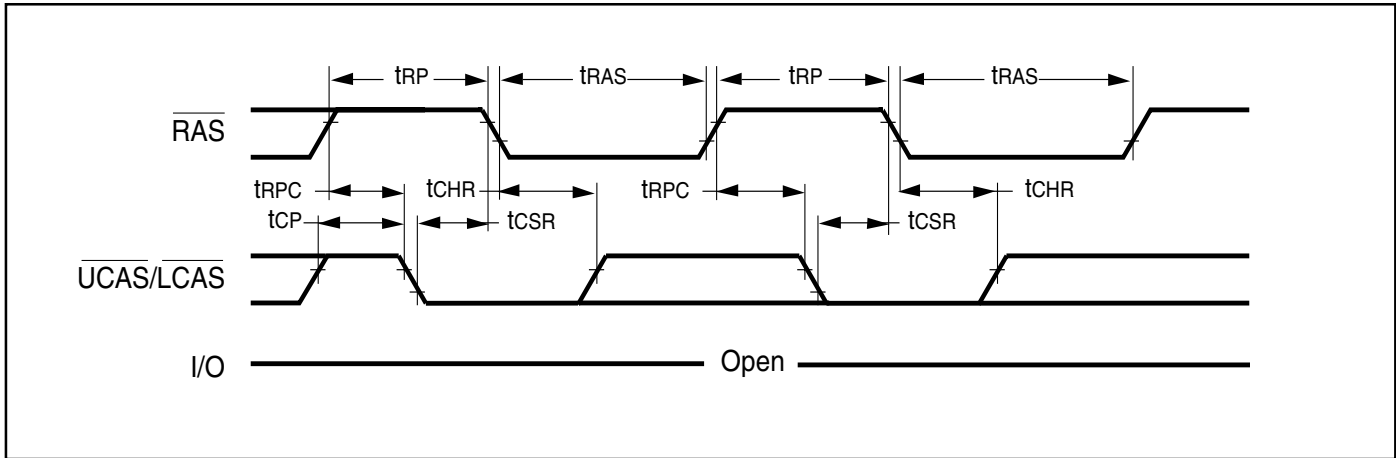 tRP tRAS tRP tRAS
RAS
tRPC tCHR tRPC tCHR
tCP tCSR tCSR
UCAS/LCAS
I/O Open